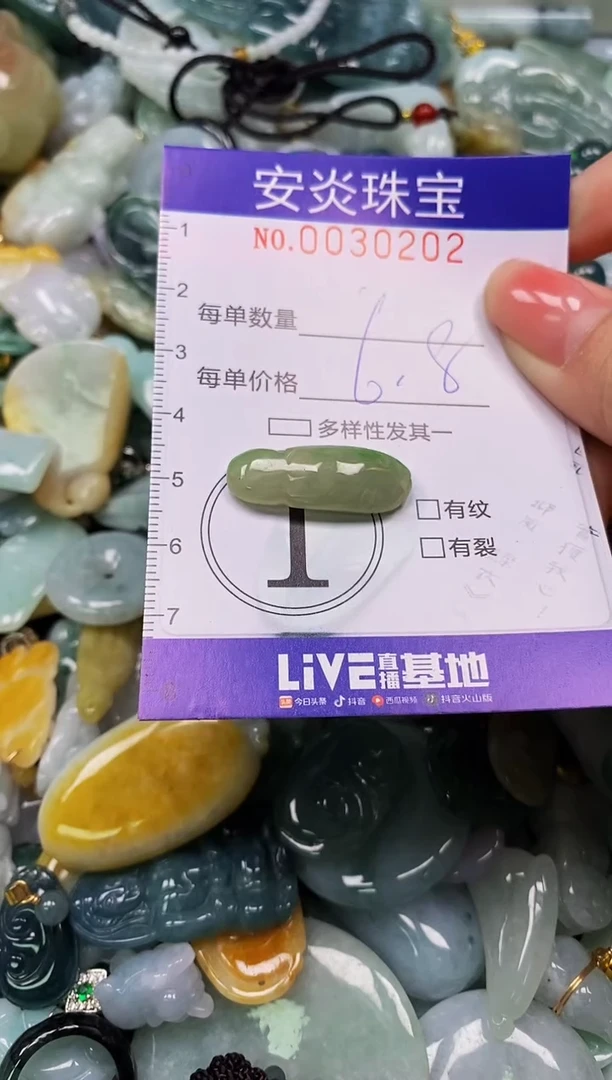 安炎珠宝
NO.0030202
1
2
每单数量
3
每单价格 6.8
4
多样性发其一
5
有纹
1
6
有裂
7
LiVE直播基地
今日头条 抖音 西瓜视频 抖音火山版